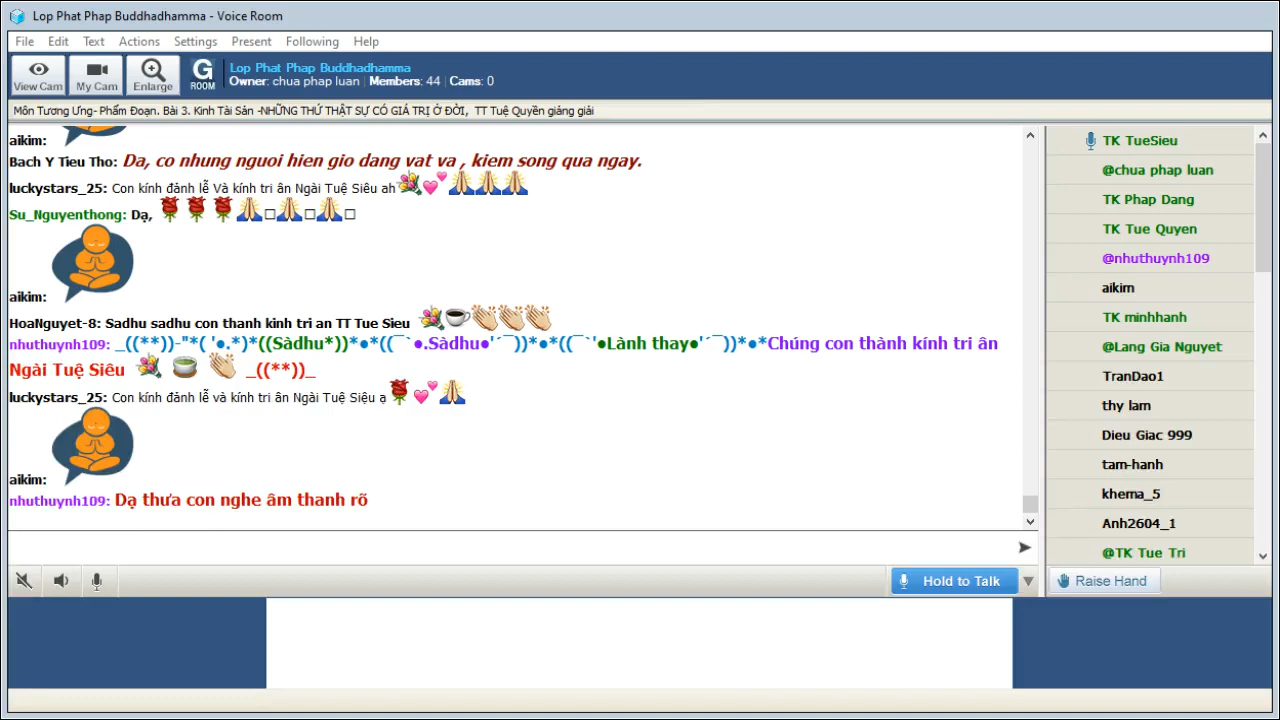 Lop Phat Phap Buddhadhamma - Voice Room
File Edit Text Actions Settings Present Following Help
View Cam My Cam Enlarge G ROOM
Lop Phat Phap Buddhadhamma
Owner: chua phap luan Members: 44 Cams: 0
Môn Tương Ưng- Phẩm Đoạn. Bài 3. Kinh Tài Sản -NHỮNG THỨ THẬT SỰ CÓ GIÁ TRỊ Ở ĐỜI, TT Tuệ Quyền giảng giải
aikim:
Bach Y Tieu Tho: Da, co nhung nguoi hien gio dang vat va , kiem song qua ngay.
luckystars_25: Con kính đảnh lễ Và kính tri ân Ngài Tuệ Siêu ah
Su_Nguyenthong: Dạ,
aikim:
HoaNguyet-8: Sadhu sadhu con thanh kinh tri an TT Tue Sieu
nhuthuynh109: _((**))-"*( '●.*)*((Sàdhu*))*●*((¯`●.Sàdhu●'´¯))*●*((¯`'●Lành thay●'´¯))*●*Chúng con thành kính tri ân
Ngài Tuệ Siêu _((**))_
luckystars_25: Con kính đảnh lễ và kính tri ân Ngài Tuệ Siệu ạ
aikim:
nhuthuynh109: Dạ thưa con nghe âm thanh rõ
Hold to Talk
TK TueSieu
@chua phap luan
TK Phap Dang
TK Tue Quyen
@nhuthuynh109
aikim
TK minhhanh
@Lang Gia Nguyet
TranDao1
thy lam
Dieu Giac 999
tam-hanh
khema_5
Anh2604_1
@TK Tue Tri
Raise Hand